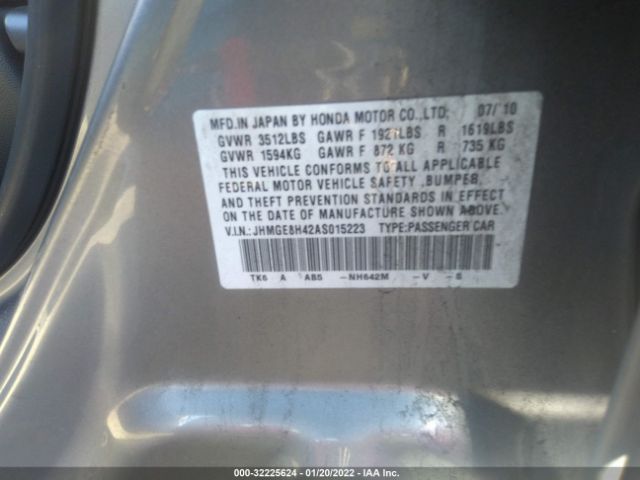 MFD.IN JAPAN BY HONDA MOTOR CO.,LTD. 07/'10
GVWR 3512LBS GAWR F 1921LBS R 1619LBS
GVWR 1594KG GAWR F 872 KG R 735 KG
THIS VEHICLE CONFORMS TO ALL APPLICABLE
FEDERAL MOTOR VEHICLE SAFETY ,BUMPER,
AND THEFT PREVENTION STANDARDS IN EFFECT
ON THE DATE OF MANUFACTURE SHOWN ABOVE.
V.I.N.: JHMGE8H42AS015223 TYPE:PASSENGER CAR
TK6 A AB5 -NH642M -V -S
000-32225624 - 01/20/2022 - IAA Inc.